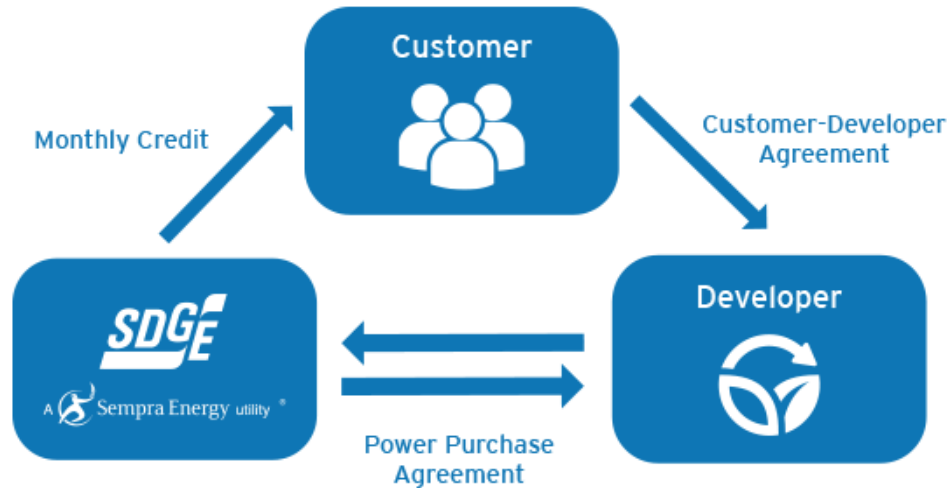 Customer
Monthly Credit
Customer-Developer
Agreement
SDGE
A Sempra Energy utility ®
Developer
Power Purchase
Agreement